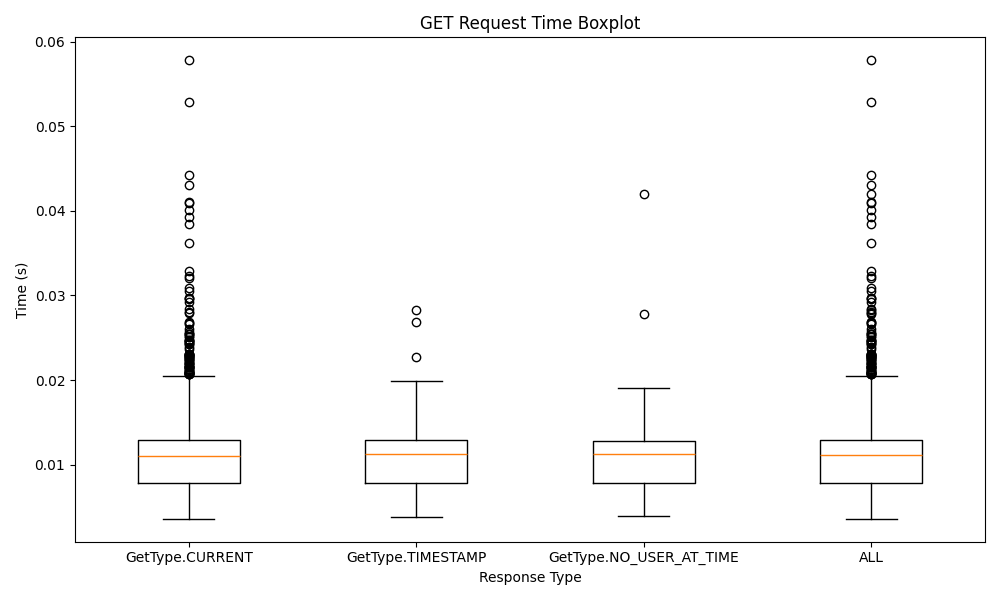 GET Request Time Boxplot
0.06
0.05
0.04
0.03
0.02
0.01
Time (s)
GetType.CURRENT GetType.TIMESTAMP GetType.NO_USER_AT_TIME ALL
Response Type